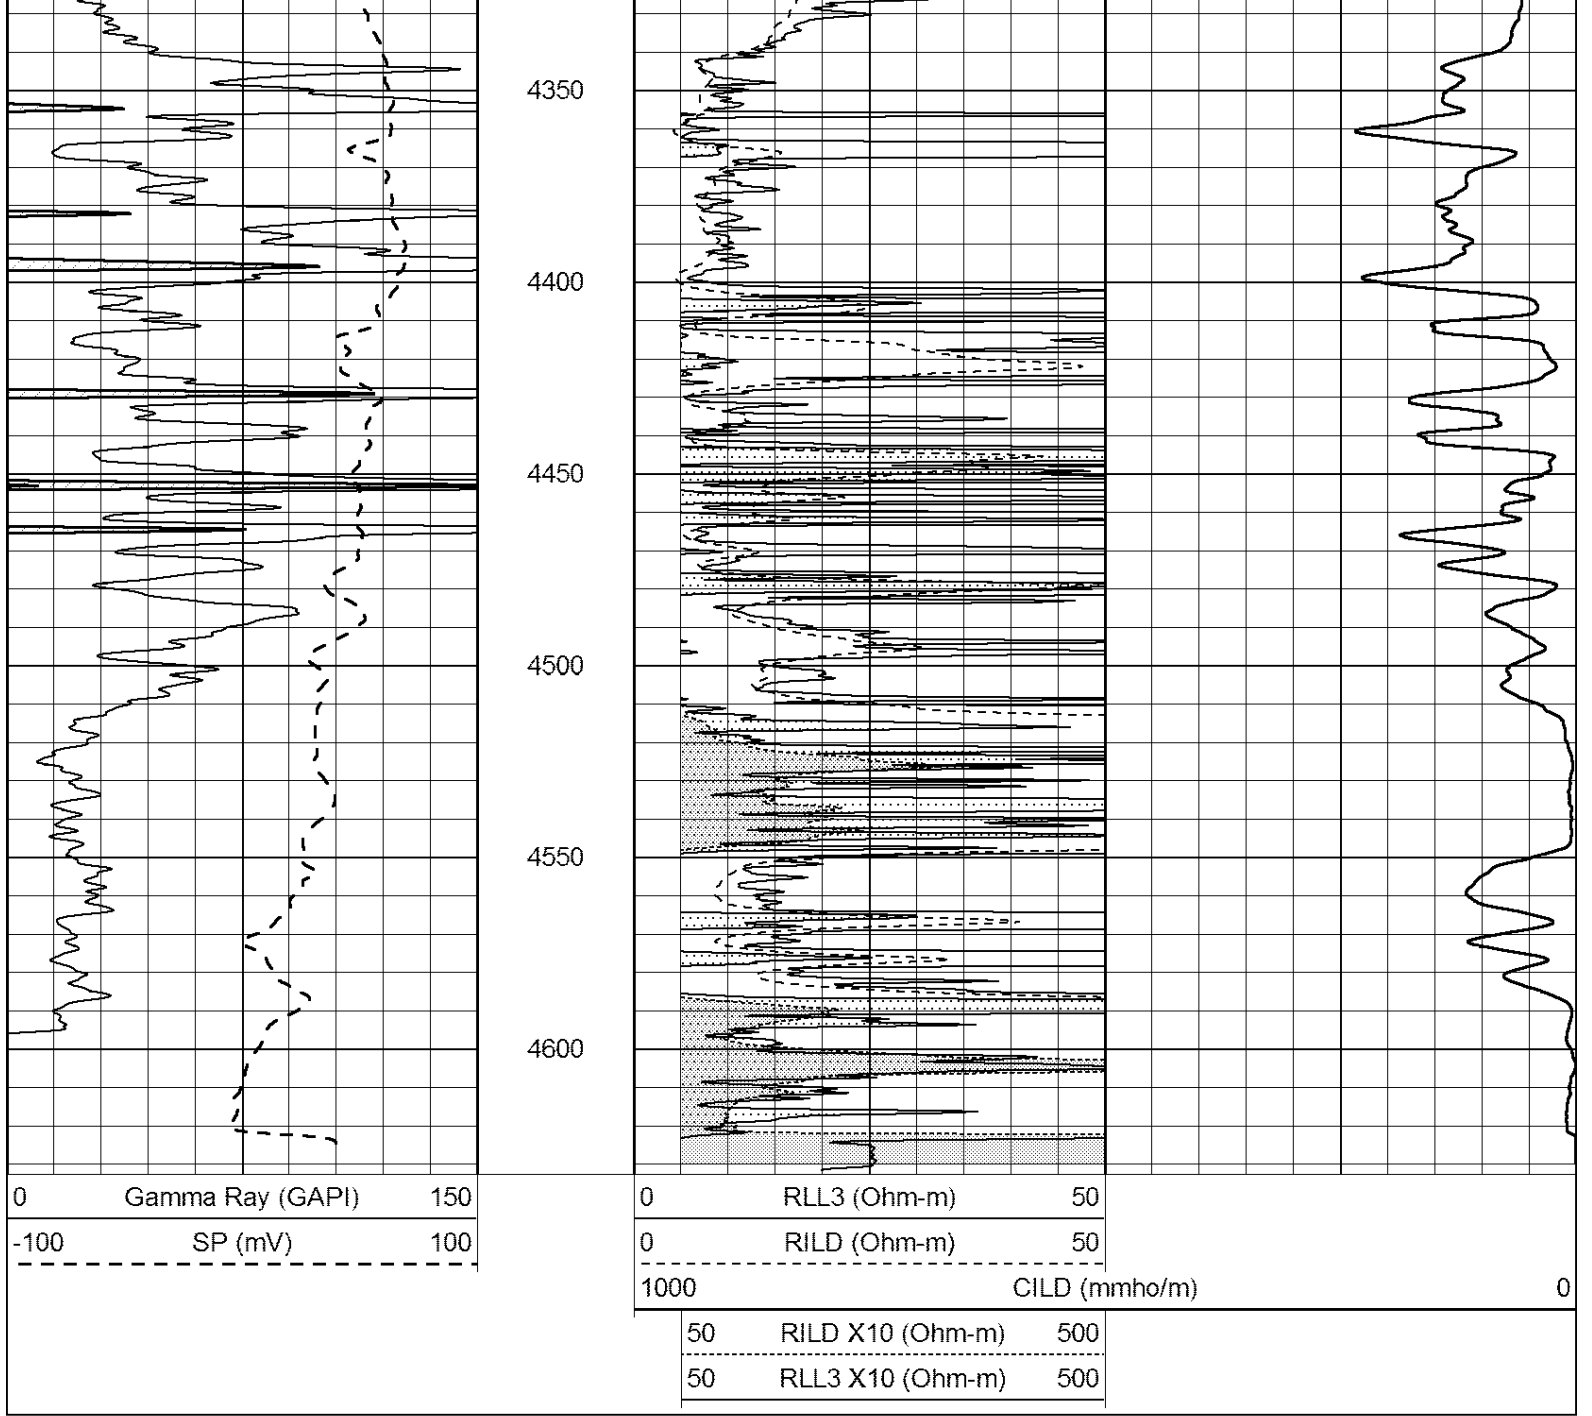 4350
4400
4450
4500
4550
4600
0 Gamma Ray (GAPI) 150
-100 SP (mV) 100
0 RLL3 (Ohm-m) 50
0 RILD (Ohm-m) 50
1000 CILD (mmho/m) 0
50 RILD X10 (Ohm-m) 500
50 RLL3 X10 (Ohm-m) 500